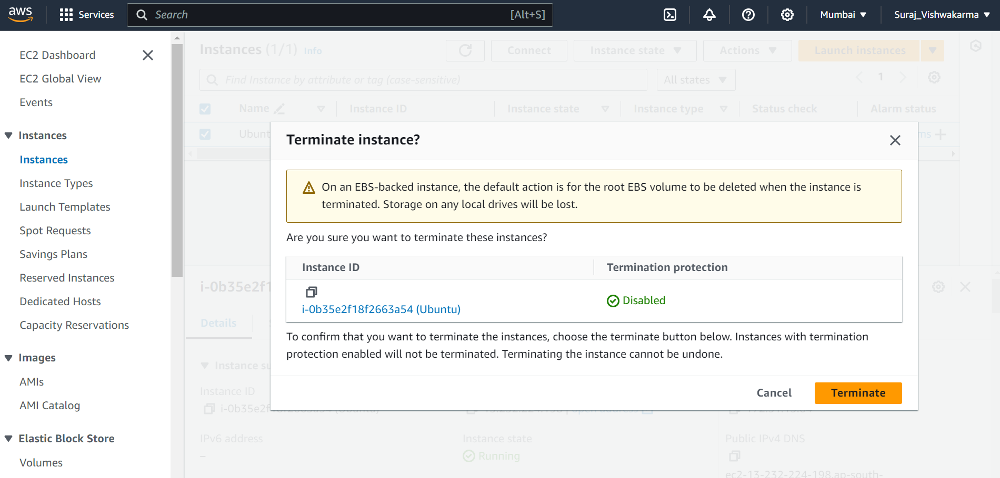 aws
Services
Search
[Alt+S]
Mumbai
Suraj_Vishwakarma
EC2 Dashboard
EC2 Global View
Events
Instances
Instances
Instance Types
Launch Templates
Spot Requests
Savings Plans
Reserved Instances
Dedicated Hosts
Capacity Reservations
Images
AMIs
AMI Catalog
Elastic Block Store
Volumes
Instances (1/1) Info
Connect
Instance state
Actions
Launch instances
Find Instance by attribute or tag (case-sensitive)
All states
1
Name
Instance ID
Instance state
Instance type
Status check
Alarm status
Ubunt
ms
Terminate instance?
On an EBS-backed instance, the default action is for the root EBS volume to be deleted when the instance is
terminated. Storage on any local drives will be lost.
Are you sure you want to terminate these instances?
Instance ID
Termination protection
i-0b35e2f18f2663a54 (Ubuntu)
Disabled
To confirm that you want to terminate the instances, choose the terminate button below. Instances with termination
protection enabled will not be terminated. Terminating the instance cannot be undone.
Cancel
Terminate
i-0b35e2f1
Details
Instance su
Instance ID
IPv6 address
–
Instance state
Running
Public IPv4 DNS
ec2-13-232-224-198.ap-south-